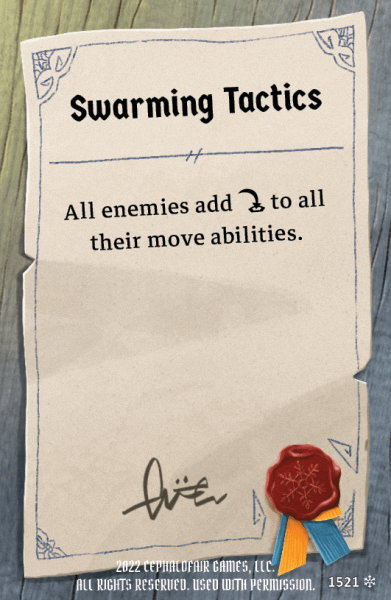 Swarming Tactics
All enemies add to all
their move abilities.
2022 CEPHALOFAIR GAMES, LLC.
ALL RIGHTS RESERVED. USED WITH PERMISSION.
1521